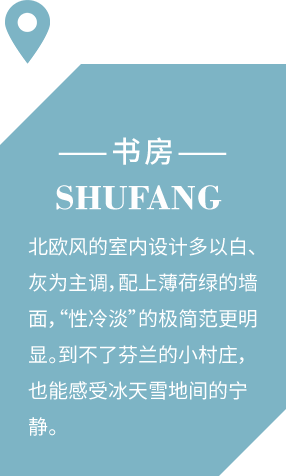 书房
SHUFANG
北欧风的室内设计多以白、
灰为主调，配上薄荷绿的墙
面，“性冷淡”的极简范更明
显。到不了芬兰的小村庄，
也能感受冰天雪地间的宁
静。